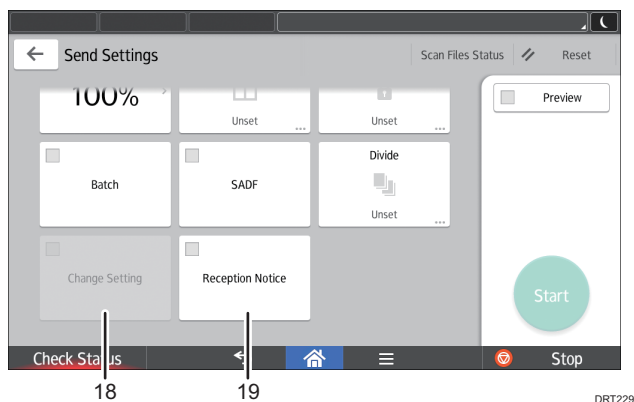 Send Settings
Scan Files Status
Reset
100%
Unset
Unset
Preview
Batch
SADF
Divide
Unset
Change Setting
Reception Notice
Start
Check Status
Stop
18
19
DRT229